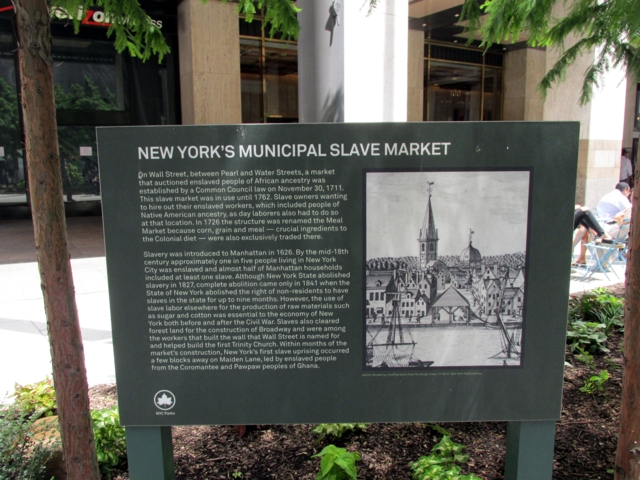 verizon
NEW YORK'S MUNICIPAL SLAVE MARKET
On Wall Street, between Pearl and Water Streets, a market
that auctioned enslaved people of African ancestry was
established by a Common Council law on November 30, 1711.
This slave market was in use until 1762. Slave owners wanting
to hire out their enslaved workers, which included people of
Native American ancestry, as day laborers also had to do so
at that location. In 1726 the structure was renamed the Meal
Market because corn, grain and meal — crucial ingredients to
the Colonial diet — were also exclusively traded there.
Slavery was introduced to Manhattan in 1626. By the mid-18th
century approximately one in five people living in New York
City was enslaved and almost half of Manhattan households
included at least one slave. Although New York State abolished
slavery in 1827, complete abolition came only in 1841 when the
State of New York abolished the right of non-residents to have
slaves in the state for up to nine months. However, the use of
slave labor elsewhere for the production of raw materials such
as sugar and cotton was essential to the economy of New
York both before and after the Civil War. Slaves also cleared
forest land for the construction of Broadway and were among
the workers that built the wall that Wall Street is named for
and helped build the first Trinity Church. Within months of the
market's construction, New York's first slave uprising occurred
a few blocks away on Maiden Lane, led by enslaved people
from the Coromantee and Pawpaw peoples of Ghana.
NYC Parks